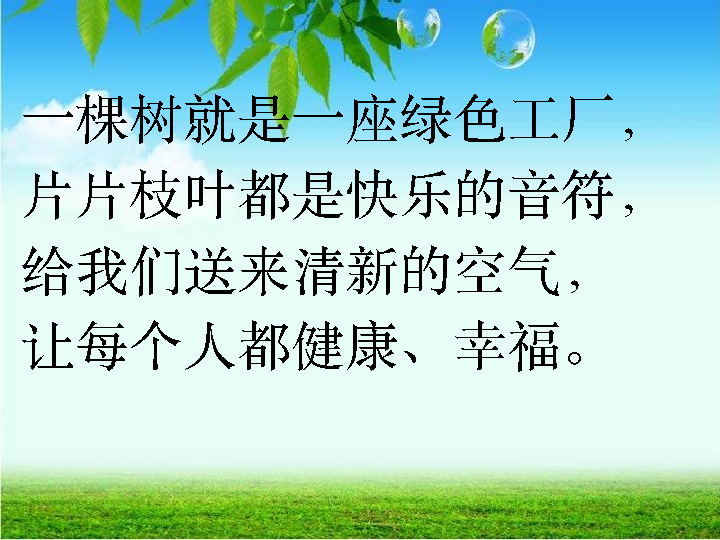 一棵树就是一座绿色工厂，
片片枝叶都是快乐的音符，
给我们送来清新的空气，
让每个人都健康、幸福。